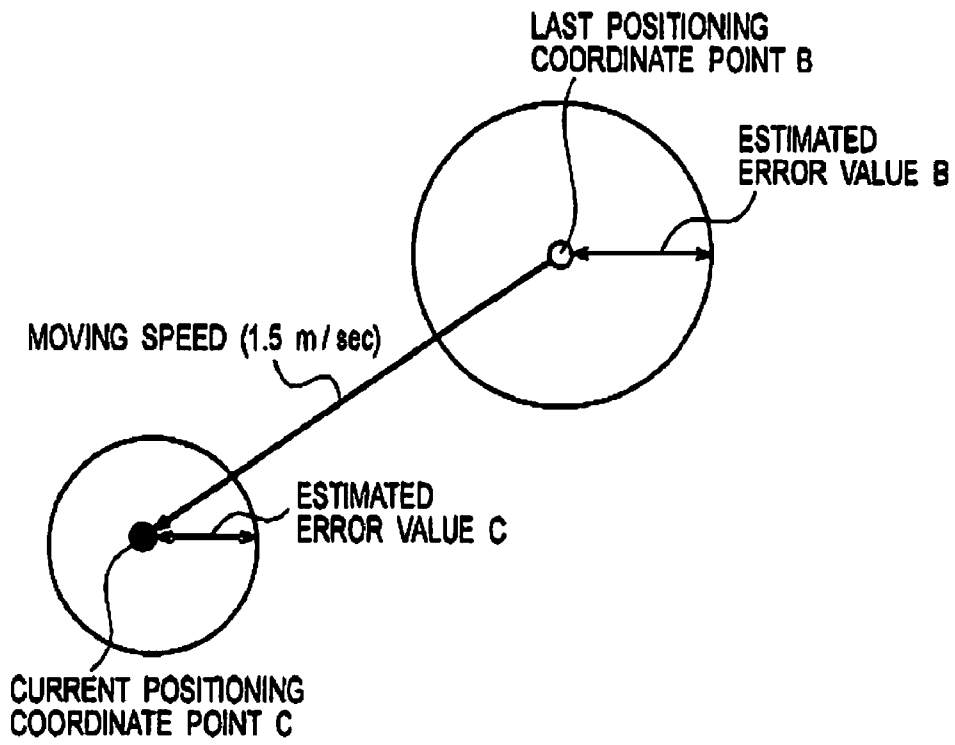 LAST POSITIONING
COORDINATE POINT B
ESTIMATED
ERROR VALUE B
MOVING SPEED (1.5 m/sec)
ESTIMATED
ERROR VALUE C
CURRENT POSITIONING
COORDINATE POINT C